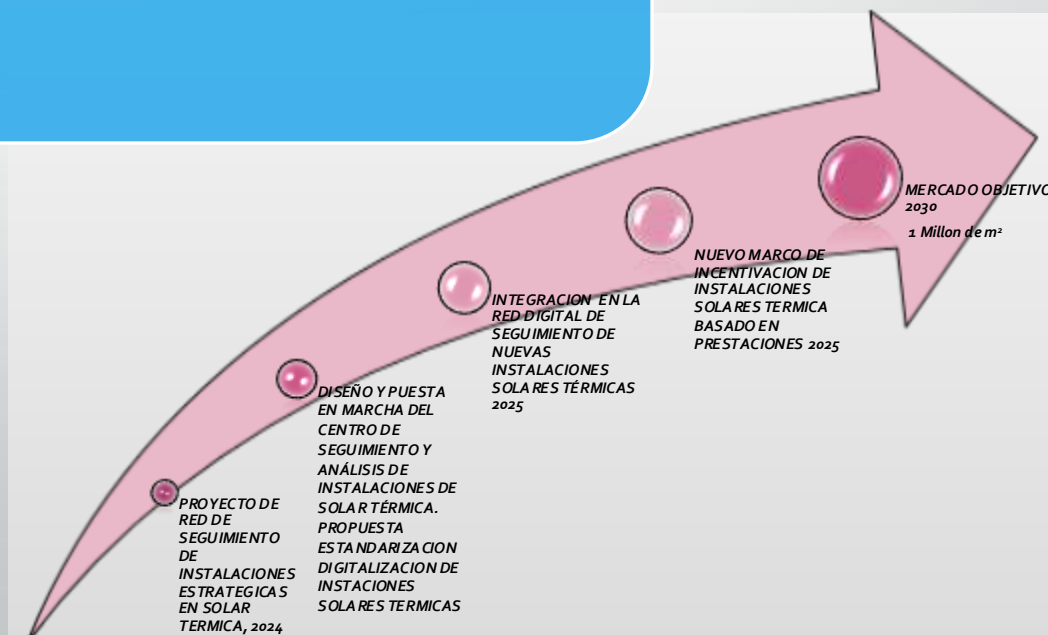 PROYECTO DE
RED DE
SEGUIMIENTO
DE
INSTALACIONES
ESTRATEGICAS
EN SOLAR
TERMICA, 2024
DISEÑO Y PUESTA
EN MARCHA DEL
CENTRO DE
SEGUIMIENTO Y
ANÁLISIS DE
INSTALACIONES DE
SOLAR TÉRMICA.
PROPUESTA
ESTANDARIZACION
DIGITALIZACION DE
INSTACIONES
SOLARES TERMICAS
INTEGRACION EN LA
RED DIGITAL DE
SEGUIMIENTO DE
NUEVAS
INSTALACIONES
SOLARES TÉRMICAS
2025
NUEVO MARCO DE
INCENTIVACION DE
INSTALACIONES
SOLARES TERMICA
BASADO EN
PRESTACIONES 2025
MERCADO OBJETIVO
2030
1 Millon de m²